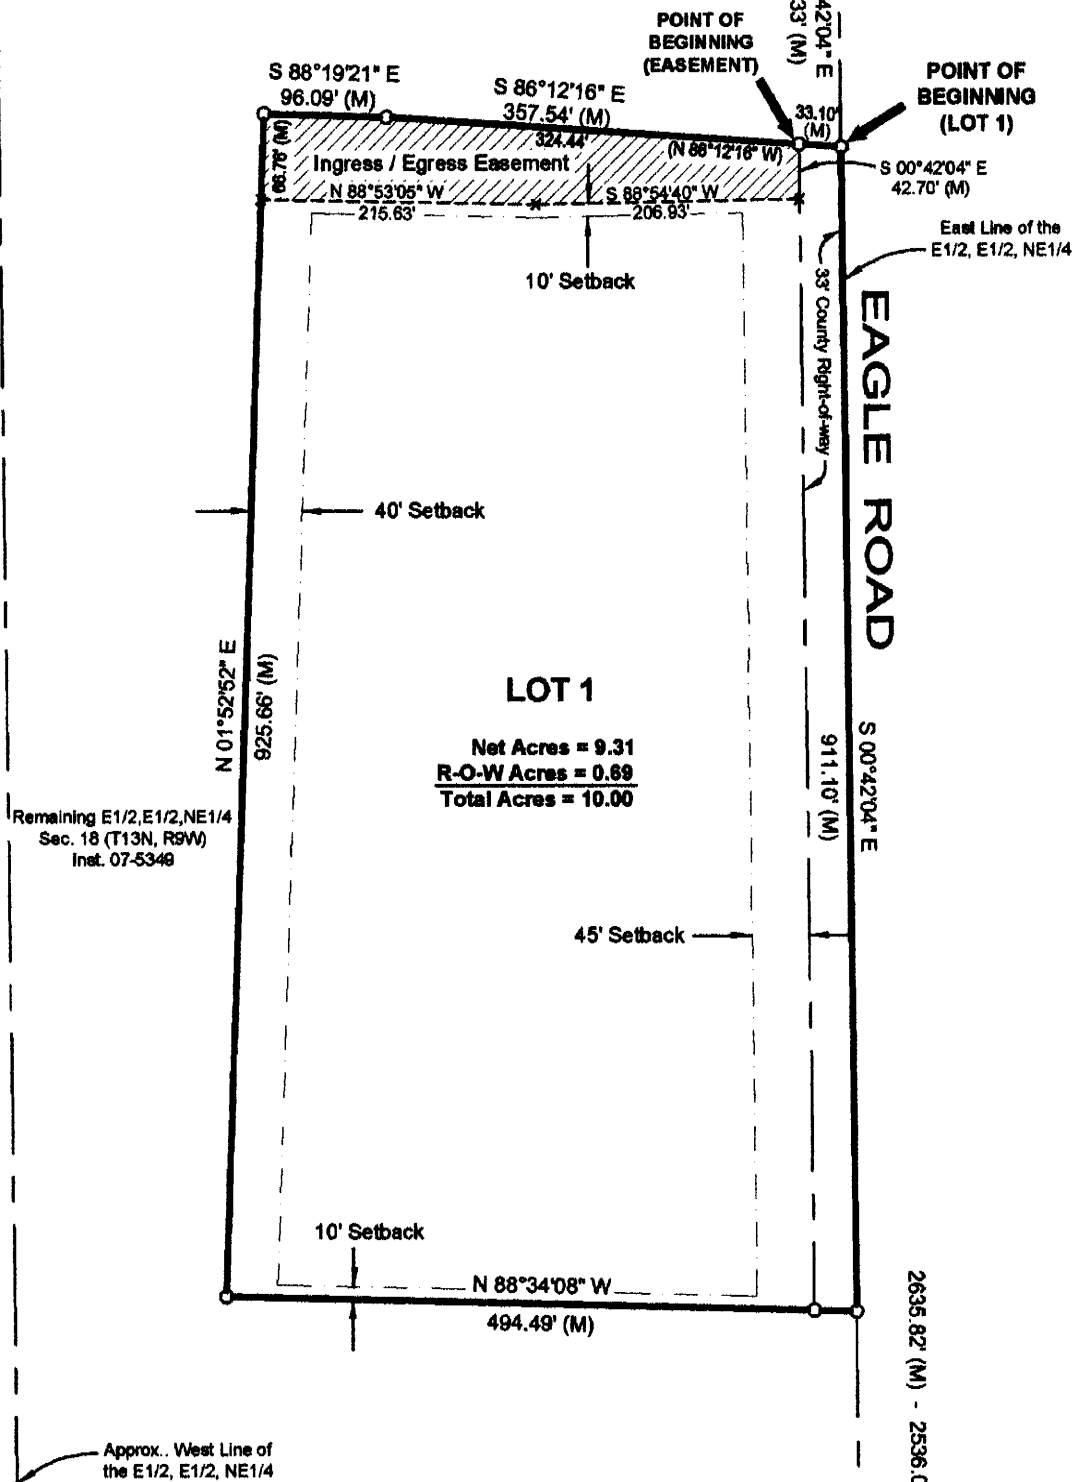 POINT OF
BEGINNING
(EASEMENT)
42'04" E
33' (M)
POINT OF
BEGINNING
(LOT 1)
S 88°19'21" E
96.09' (M)
S 86°12'16" E
357.54' (M)
324.44'
(N 86°12'16" W)
33.10'
(M)
S 00°42'04" E
42.70' (M)
Ingress / Egress Easement
N 88°53'05" W
215.63'
S 88°54'40" W
206.93'
10' Setback
East Line of the
E1/2, E1/2, NE1/4
33' County Right-of-way
EAGLE ROAD
40' Setback
N 01°52'52" E
925.66' (M)
LOT 1
Net Acres = 9.31
R-O-W Acres = 0.69
Total Acres = 10.00
S 00°42'04" E
911.10' (M)
Remaining E1/2,E1/2,NE1/4
Sec. 18 (T13N, R9W)
Inst. 07-5349
45' Setback
10' Setback
N 88°34'08" W
494.49' (M)
2635.82' (M) - 2536.0
Approx.. West Line of
the E1/2, E1/2, NE1/4